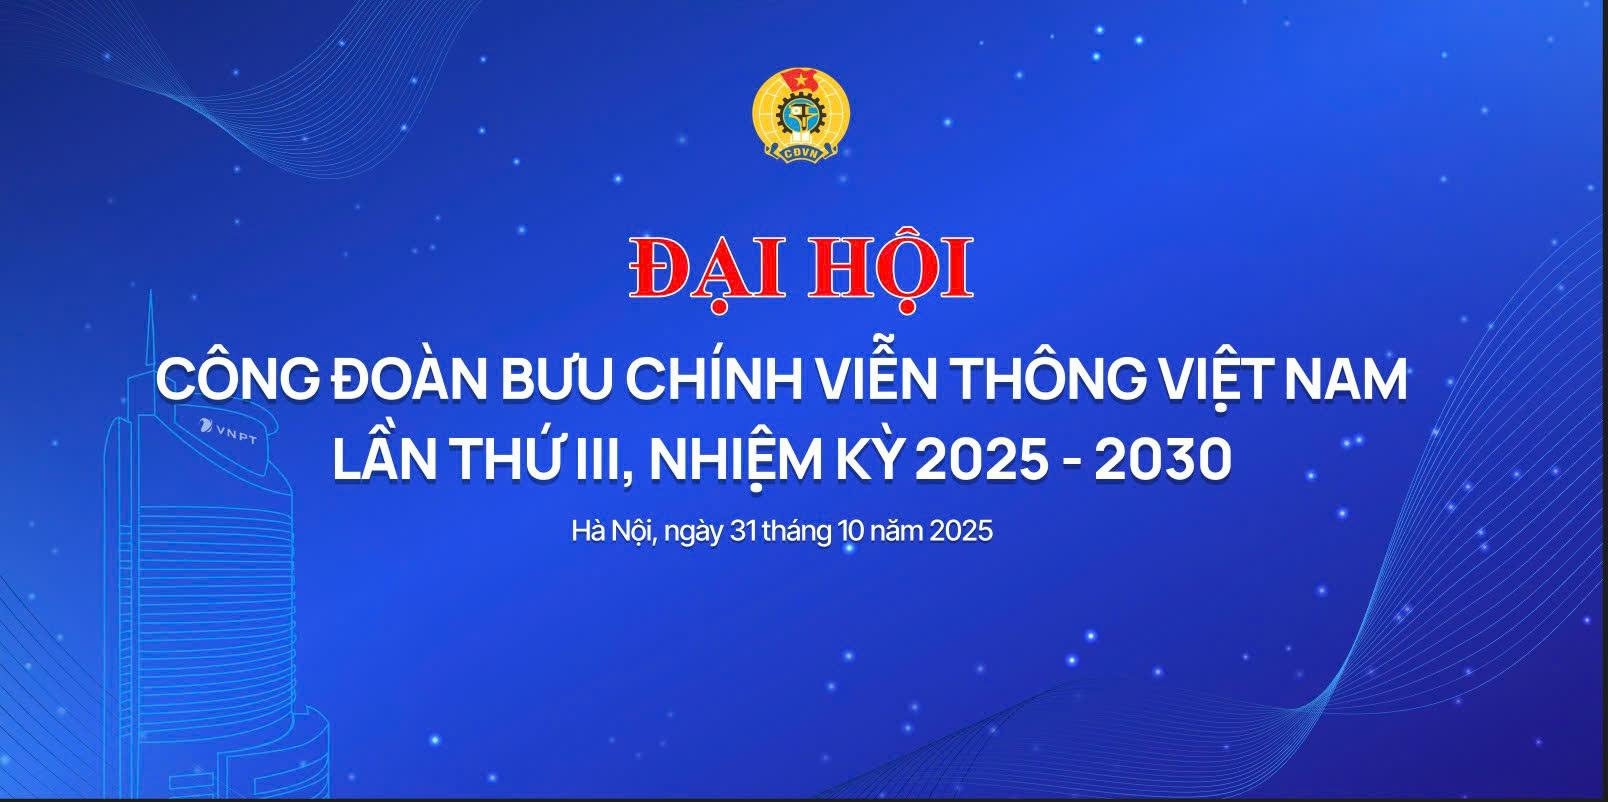 CĐVN
ĐẠI HỘI
CÔNG ĐOÀN BƯU CHÍNH VIỄN THÔNG VIỆT NAM
LẦN THỨ III, NHIỆM KỲ 2025 - 2030
VNPT
Hà Nội, ngày 31 tháng 10 năm 2025